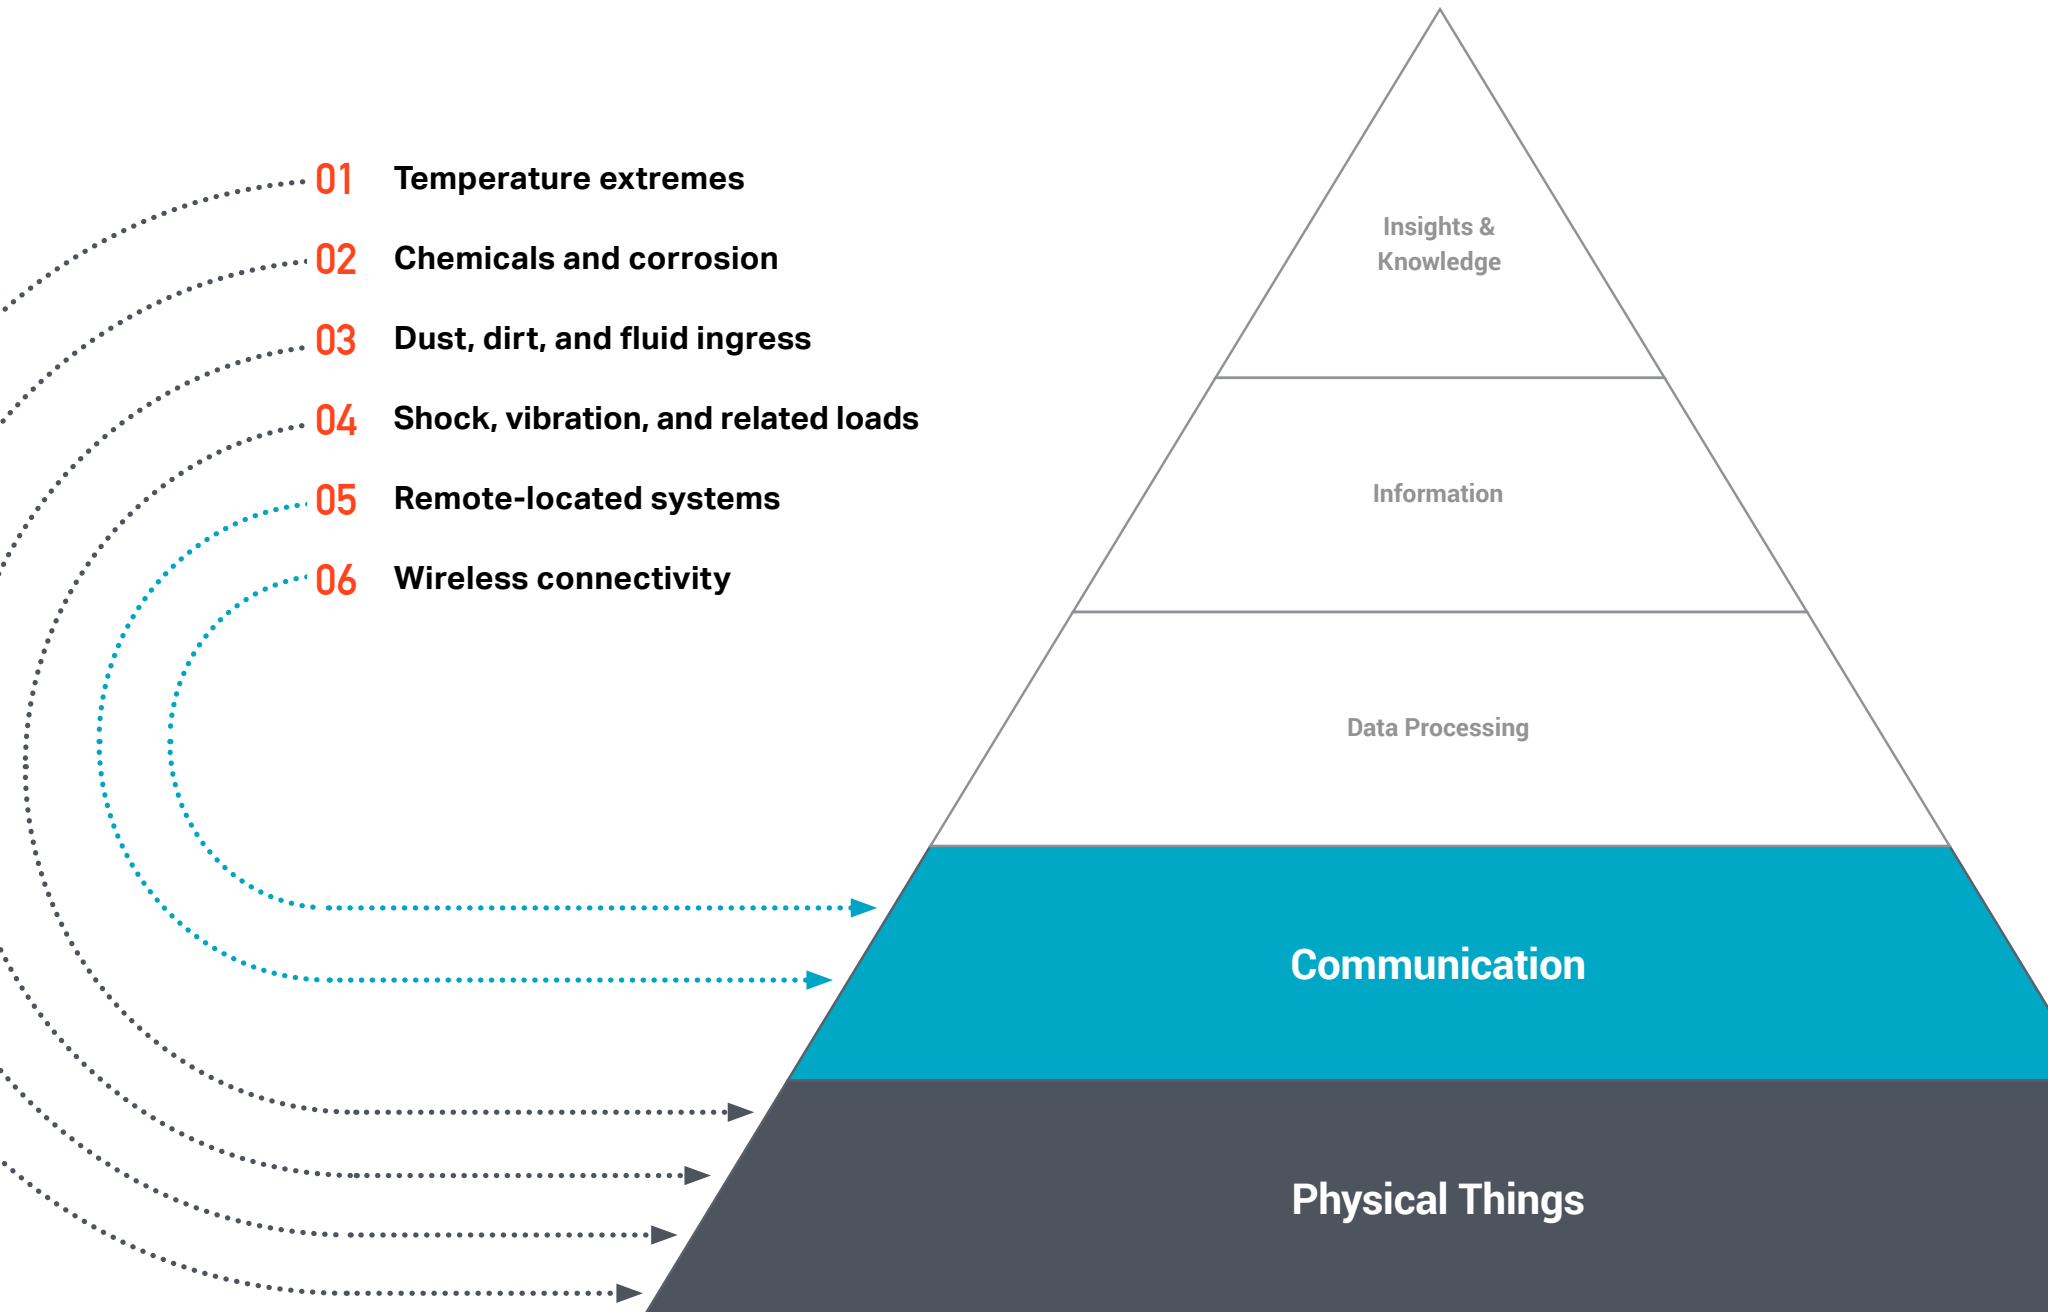 01 Temperature extremes
02 Chemicals and corrosion
03 Dust, dirt, and fluid ingress
04 Shock, vibration, and related loads
05 Remote-located systems
06 Wireless connectivity
Insights &
Knowledge
Information
Data Processing
Communication
Physical Things